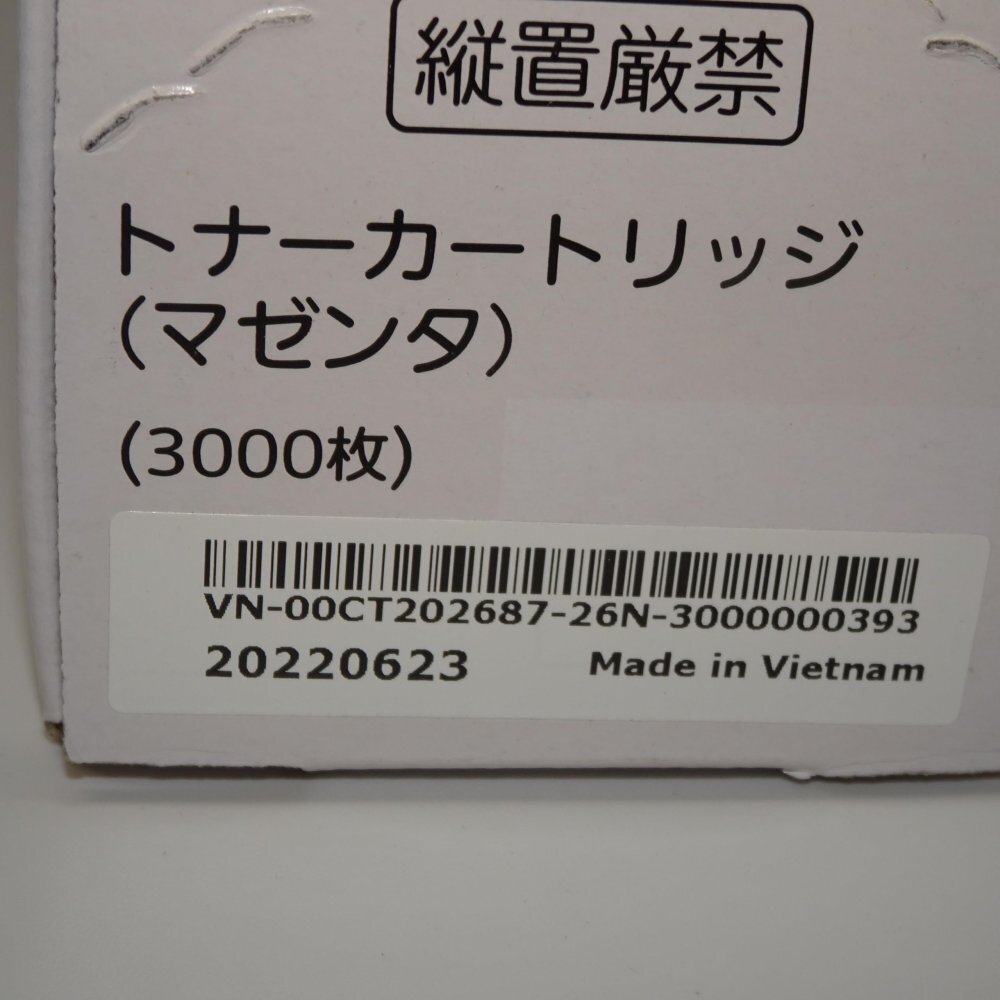 縦置厳禁
トナーカートリッジ
(マゼンタ)
(3000枚)
VN-00CT202687-26N-3000000393
20220623 Made in Vietnam